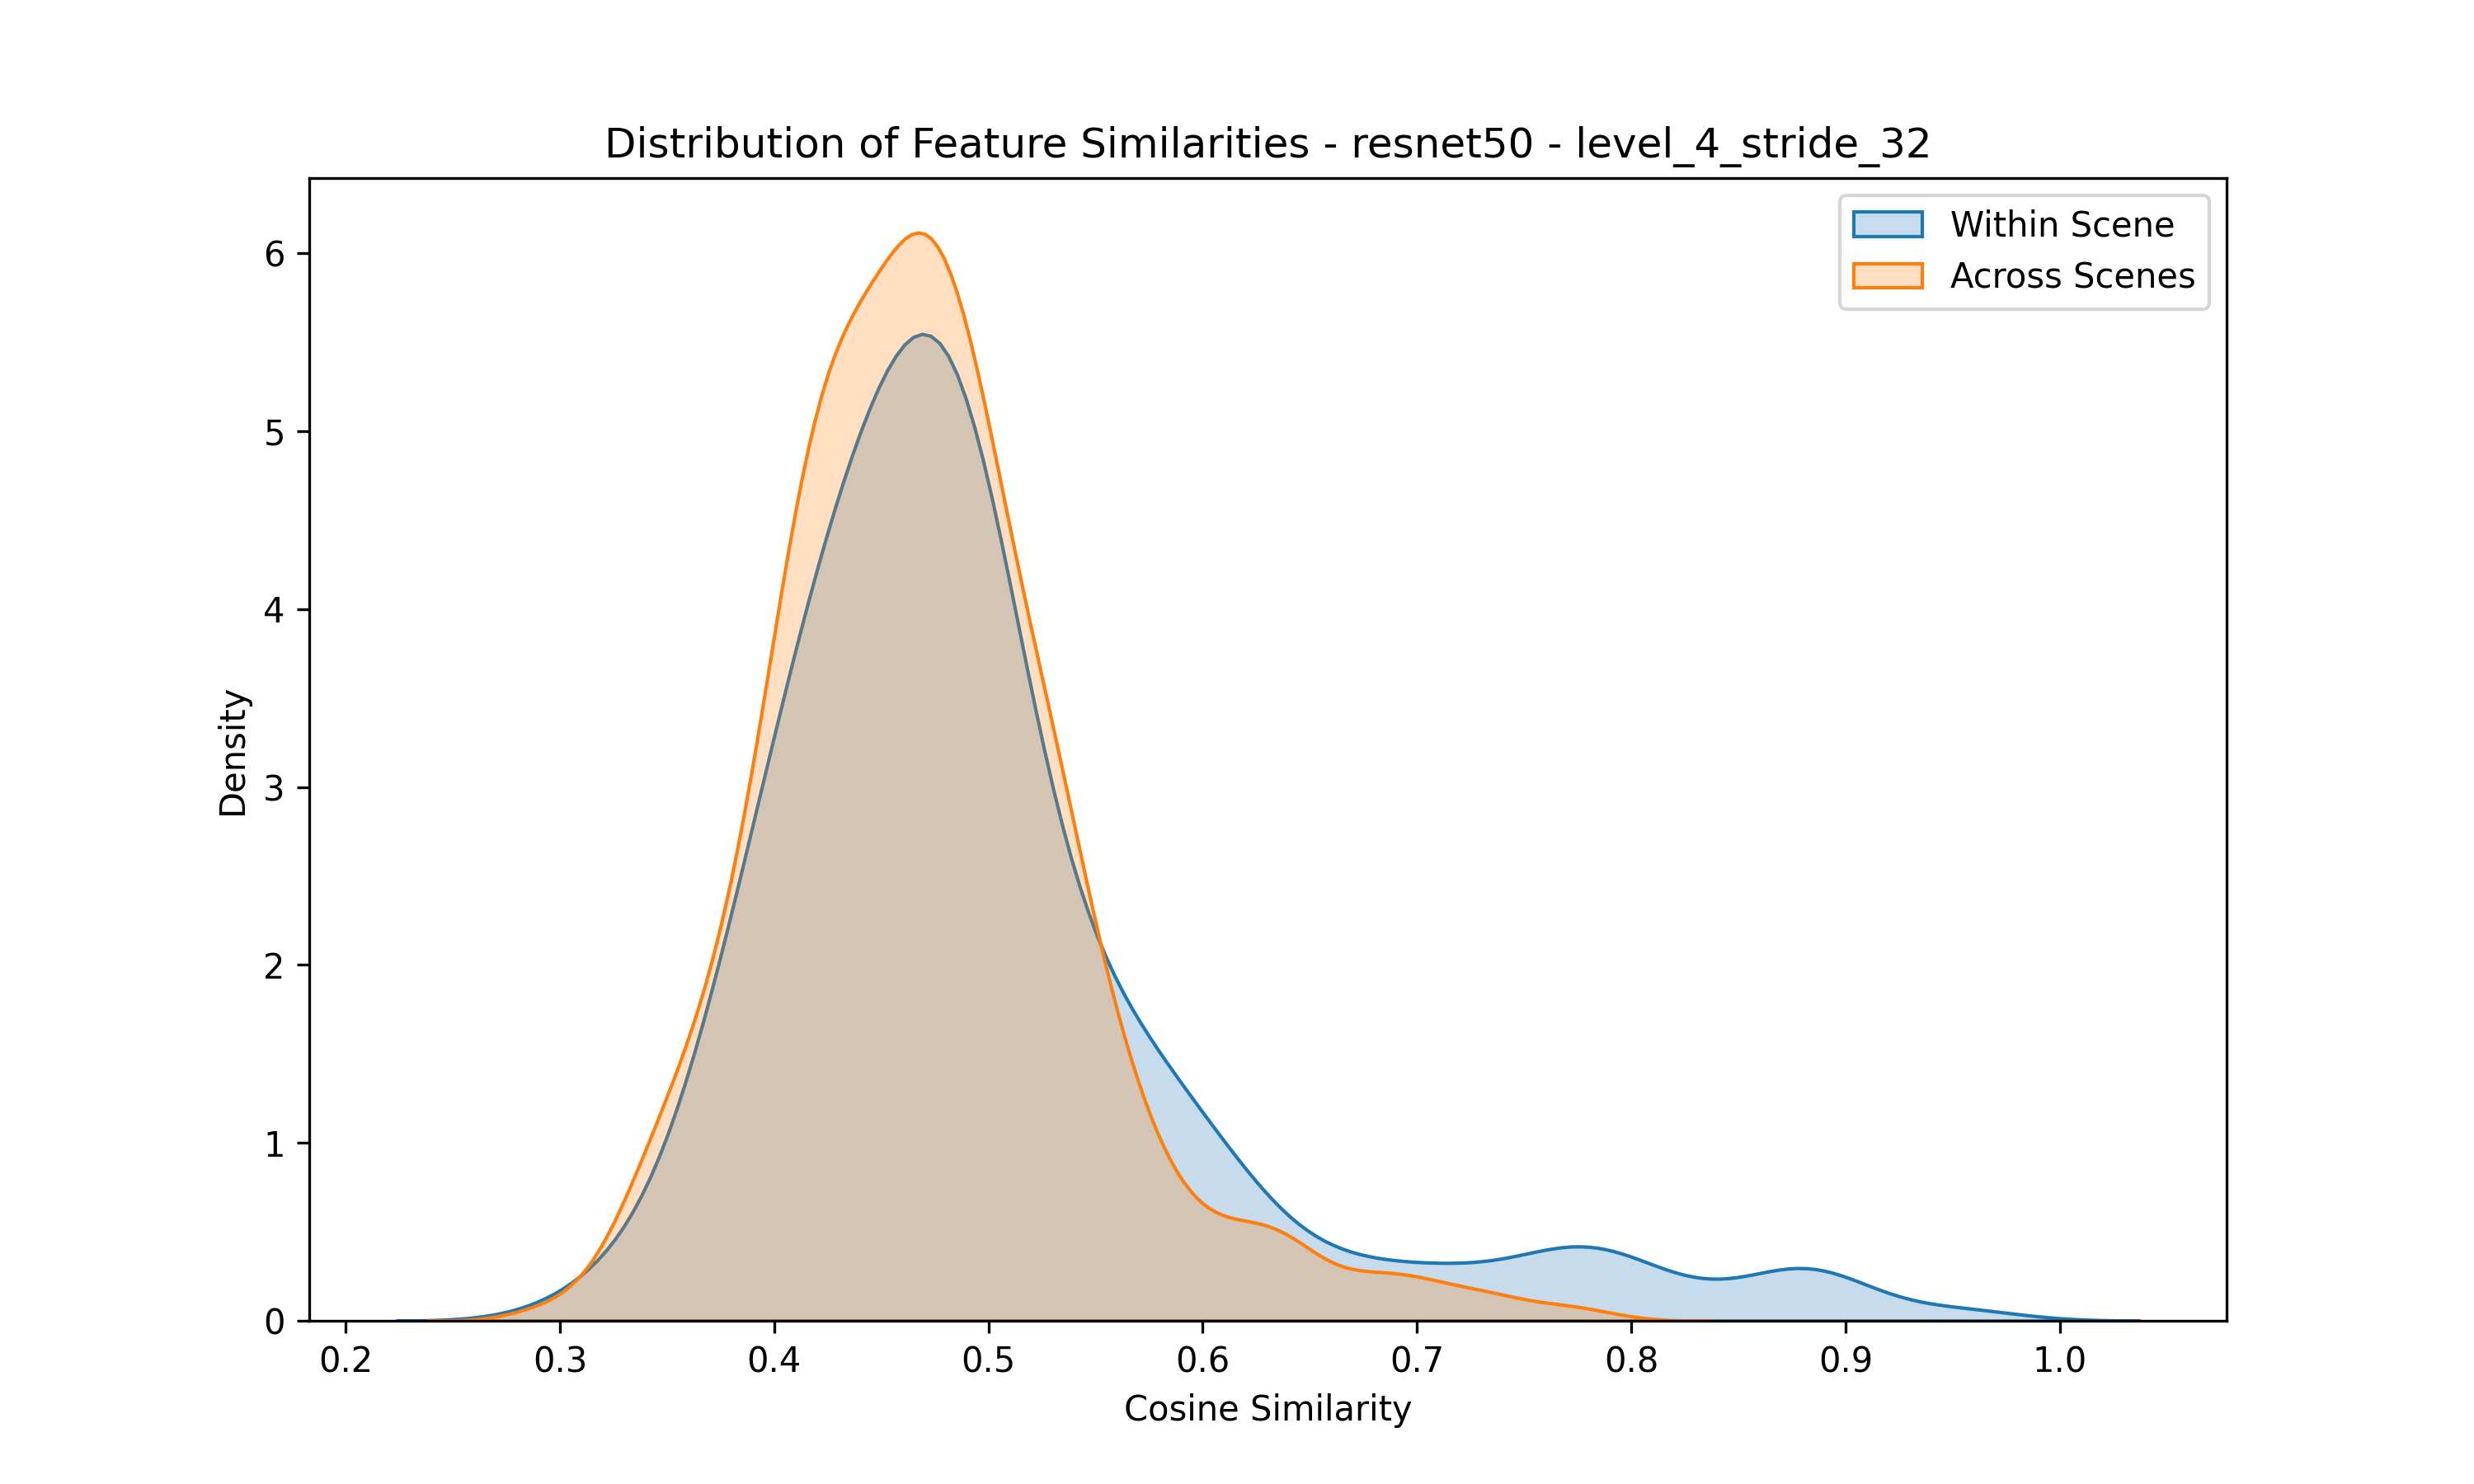 Distribution of Feature Similarities - resnet50 - level_4_stride_32
Within Scene
Across Scenes
6
5
4
3
2
1
0
Density
0.2 0.3 0.4 0.5 0.6 0.7 0.8 0.9 1.0
Cosine Similarity